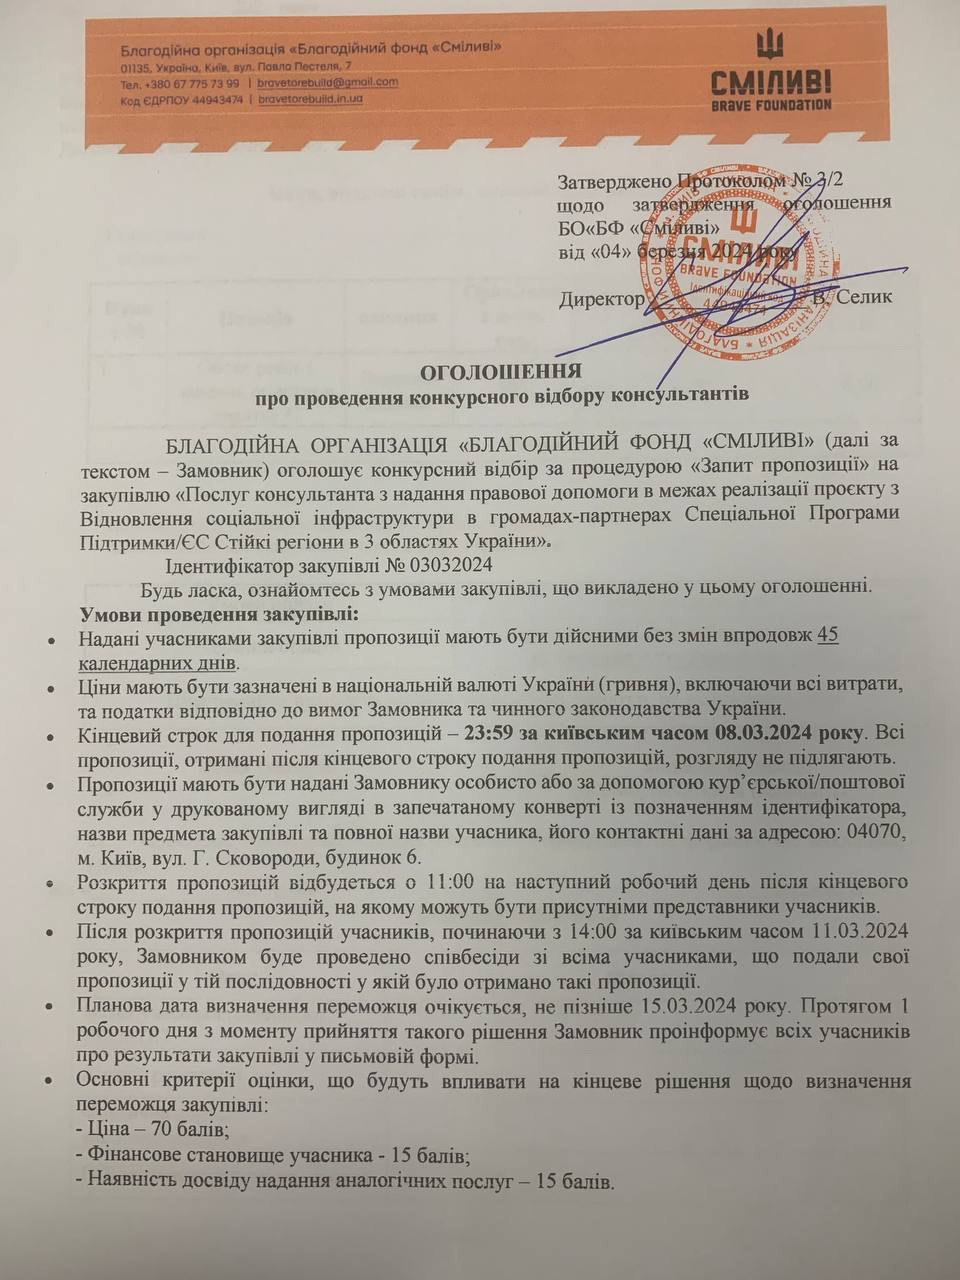 Благодійна організація «Благодійний фонд «Сміливі»
01135, Україна, Київ, вул. Павла Пестеля, 7
Тел. +380 67 775 73 99 | bravetorebuild@gmail.com
Код ЄДРПОУ 44943474 | bravetorebuild.in.ua
СМІЛИВІ
BRAVE FOUNDATION
Затверджено Протоколом № 3/2
щодо затвердження оголошення
БО«БФ «Сміливі»
від «04» березня 2024 року
СМІЛИВІ
BRAVE FOUNDATION
Ідентифікаційний код
44943474
Директор В. Селик
ОГОЛОШЕННЯ
про проведення конкурсного відбору консультантів
БЛАГОДІЙНА ОРГАНІЗАЦІЯ «БЛАГОДІЙНИЙ ФОНД «СМІЛИВІ» (далі за
текстом – Замовник) оголошує конкурсний відбір за процедурою «Запит пропозиції» на
закупівлю «Послуг консультанта з надання правової допомоги в межах реалізації проєкту з
Відновлення соціальної інфраструктури в громадах-партнерах Спеціальної Програми
Підтримки/ЄС Стійкі регіони в 3 областях України».
Ідентифікатор закупівлі № 03032024
Будь ласка, ознайомтесь з умовами закупівлі, що викладено у цьому оголошенні.
Умови проведення закупівлі:
• Надані учасниками закупівлі пропозиції мають бути дійсними без змін впродовж 45
календарних днів.
• Ціни мають бути зазначені в національній валюті України (гривня), включаючи всі витрати,
та податки відповідно до вимог Замовника та чинного законодавства України.
• Кінцевий строк для подання пропозицій – 23:59 за київським часом 08.03.2024 року. Всі
пропозиції, отримані після кінцевого строку подання пропозицій, розгляду не підлягають.
• Пропозиції мають бути надані Замовнику особисто або за допомогою кур’єрської/поштової
служби у друкованому вигляді в запечатаному конверті із позначенням ідентифікатора,
назви предмета закупівлі та повної назви учасника, його контактні дані за адресою: 04070,
м. Київ, вул. Г. Сковороди, будинок 6.
• Розкриття пропозицій відбудеться о 11:00 на наступний робочий день після кінцевого
строку подання пропозицій, на якому можуть бути присутніми представники учасників.
• Після розкриття пропозицій учасників, починаючи з 14:00 за київським часом 11.03.2024
року, Замовником буде проведено співбесіди зі всіма учасниками, що подали свої
пропозиції у тій послідовності у якій було отримано такі пропозиції.
• Планова дата визначення переможця очікується, не пізніше 15.03.2024 року. Протягом 1
робочого дня з моменту прийняття такого рішення Замовник проінформує всіх учасників
про результати закупівлі у письмовій формі.
• Основні критерії оцінки, що будуть впливати на кінцеве рішення щодо визначення
переможця закупівлі:
- Ціна – 70 балів;
- Фінансове становище учасника - 15 балів;
- Наявність досвіду надання аналогічних послуг – 15 балів.